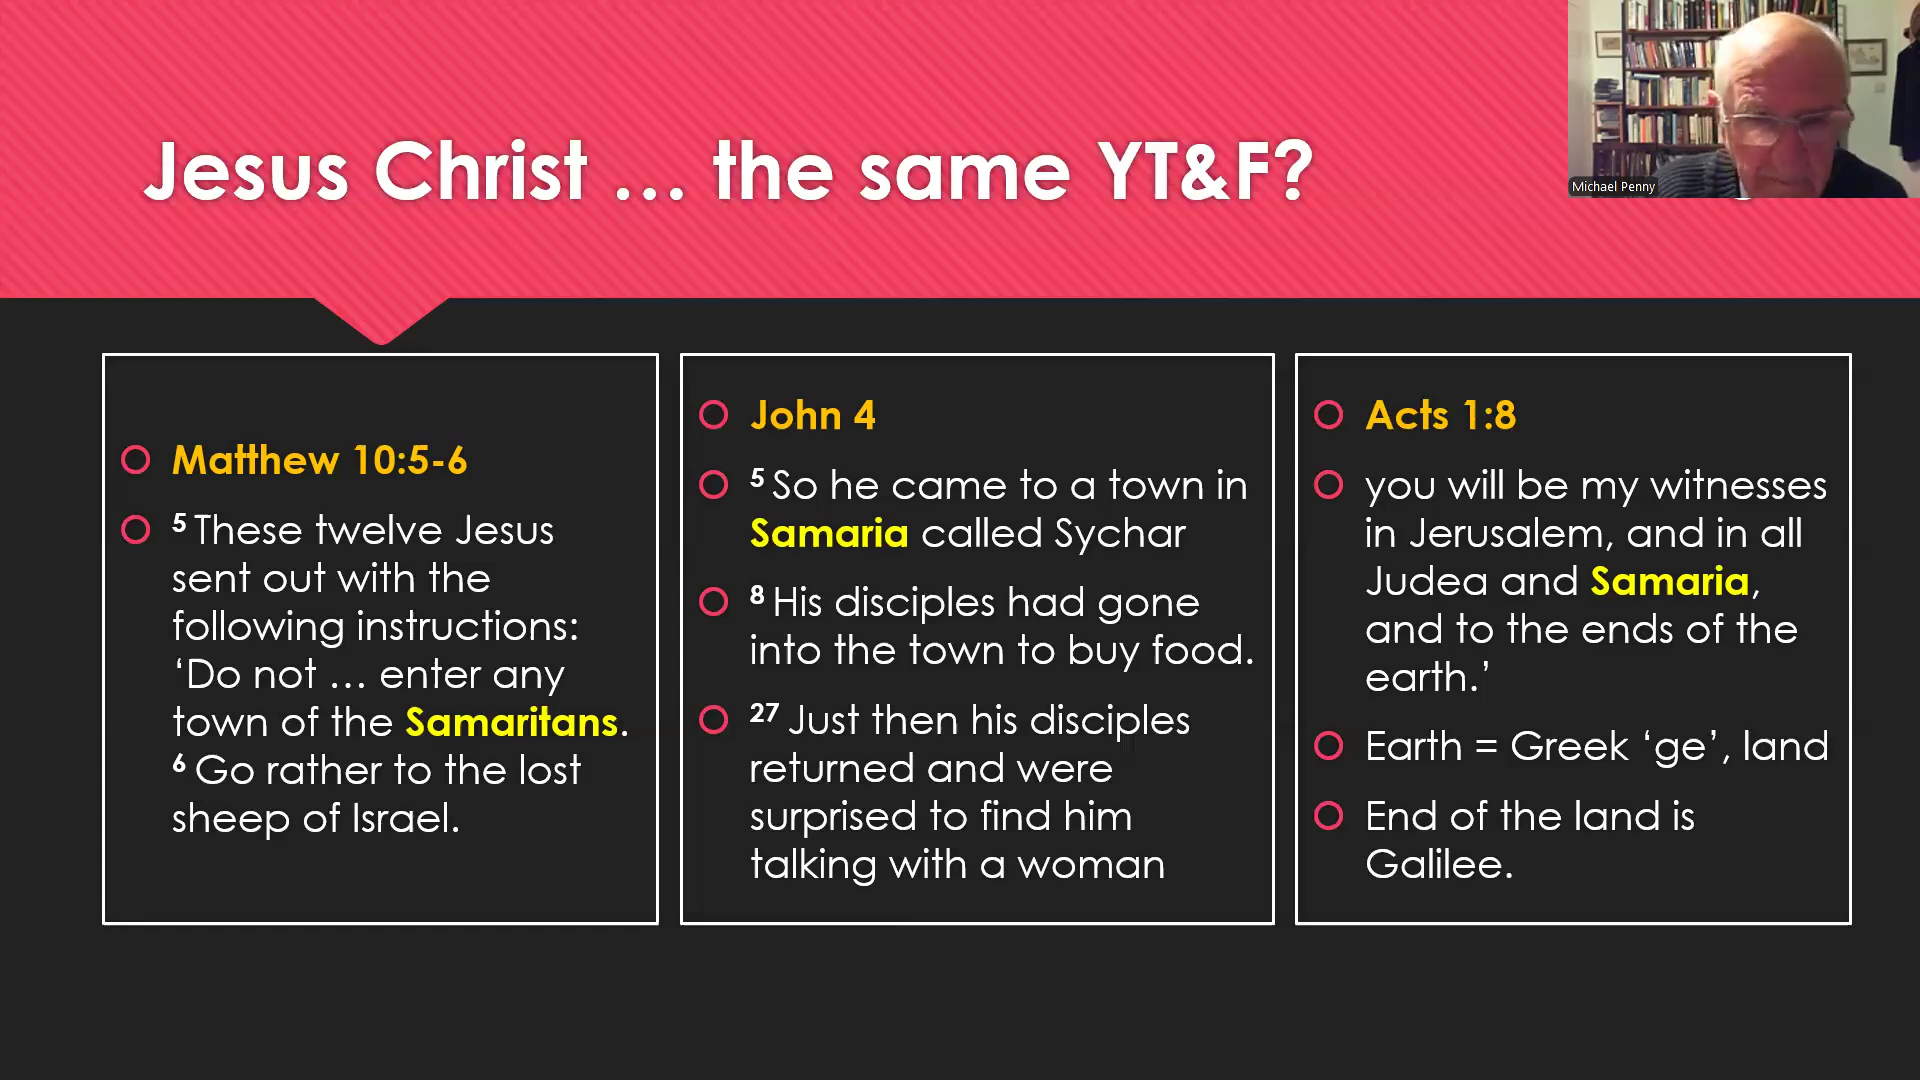 Jesus Christ … the same YT&F?
Michael Penny
Matthew 10:5-6
5 These twelve Jesus
sent out with the
following instructions:
‘Do not … enter any
town of the Samaritans.
6 Go rather to the lost
sheep of Israel.
John 4
5 So he came to a town in
Samaria called Sychar
8 His disciples had gone
into the town to buy food.
27 Just then his disciples
returned and were
surprised to find him
talking with a woman
Acts 1:8
you will be my witnesses
in Jerusalem, and in all
Judea and Samaria,
and to the ends of the
earth.’
Earth = Greek ‘ge’, land
End of the land is
Galilee.